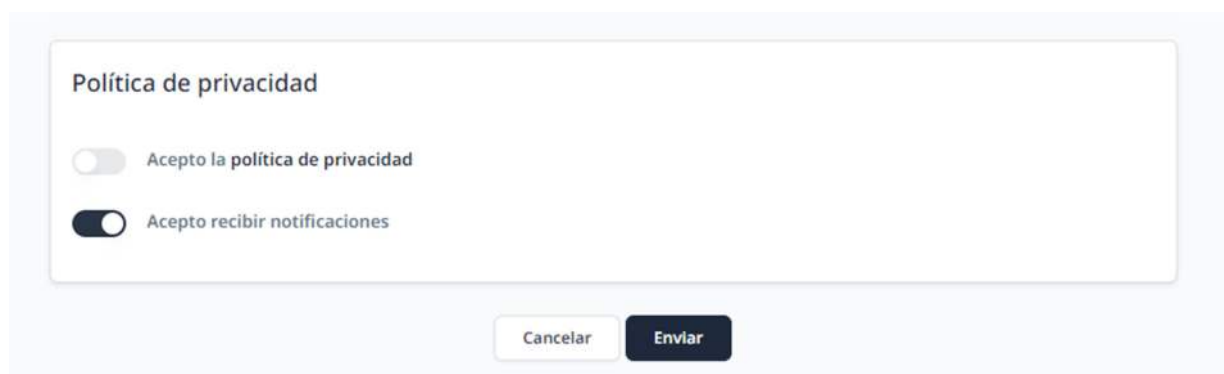 Política de privacidad
Acepto la política de privacidad
Acepto recibir notificaciones
Cancelar
Enviar